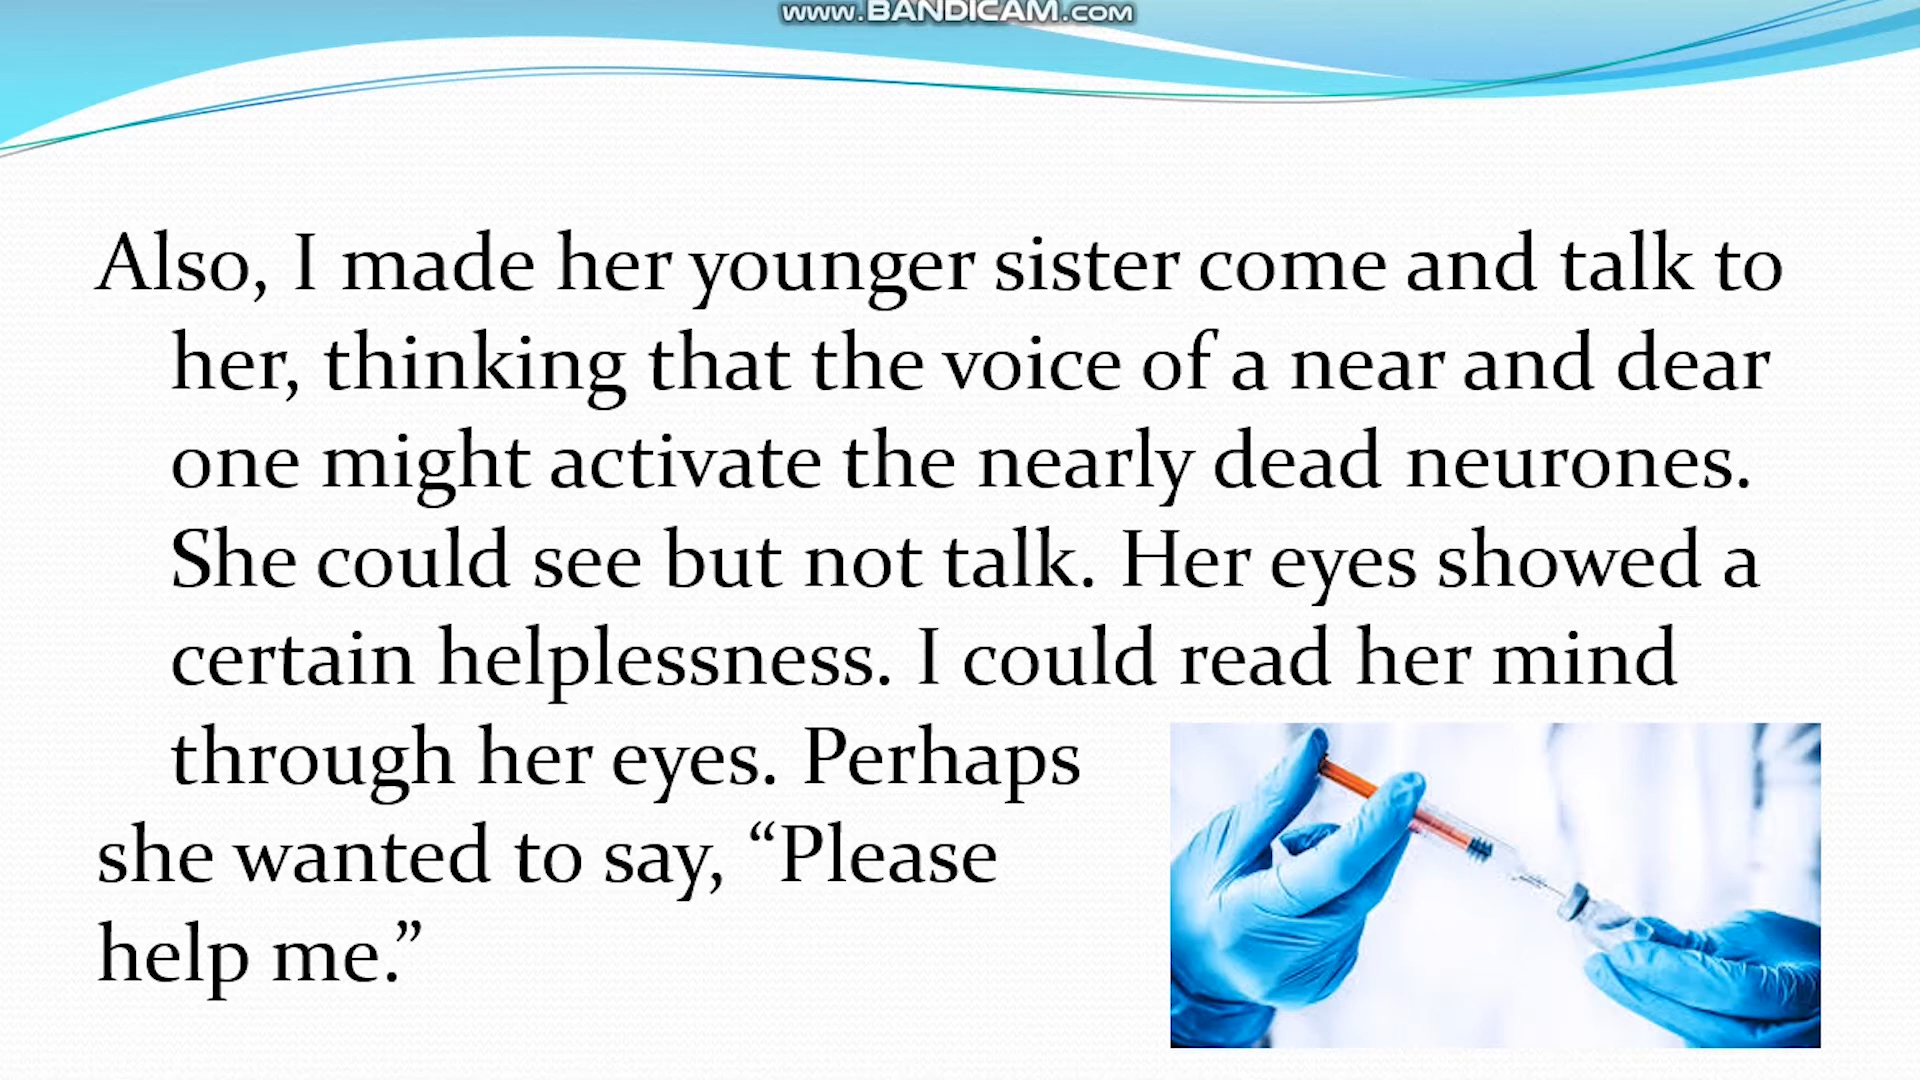 www.BANDICAM.com
Also, I made her younger sister come and talk to
her, thinking that the voice of a near and dear
one might activate the nearly dead neurones.
She could see but not talk. Her eyes showed a
certain helplessness. I could read her mind
through her eyes. Perhaps
she wanted to say, “Please
help me.”